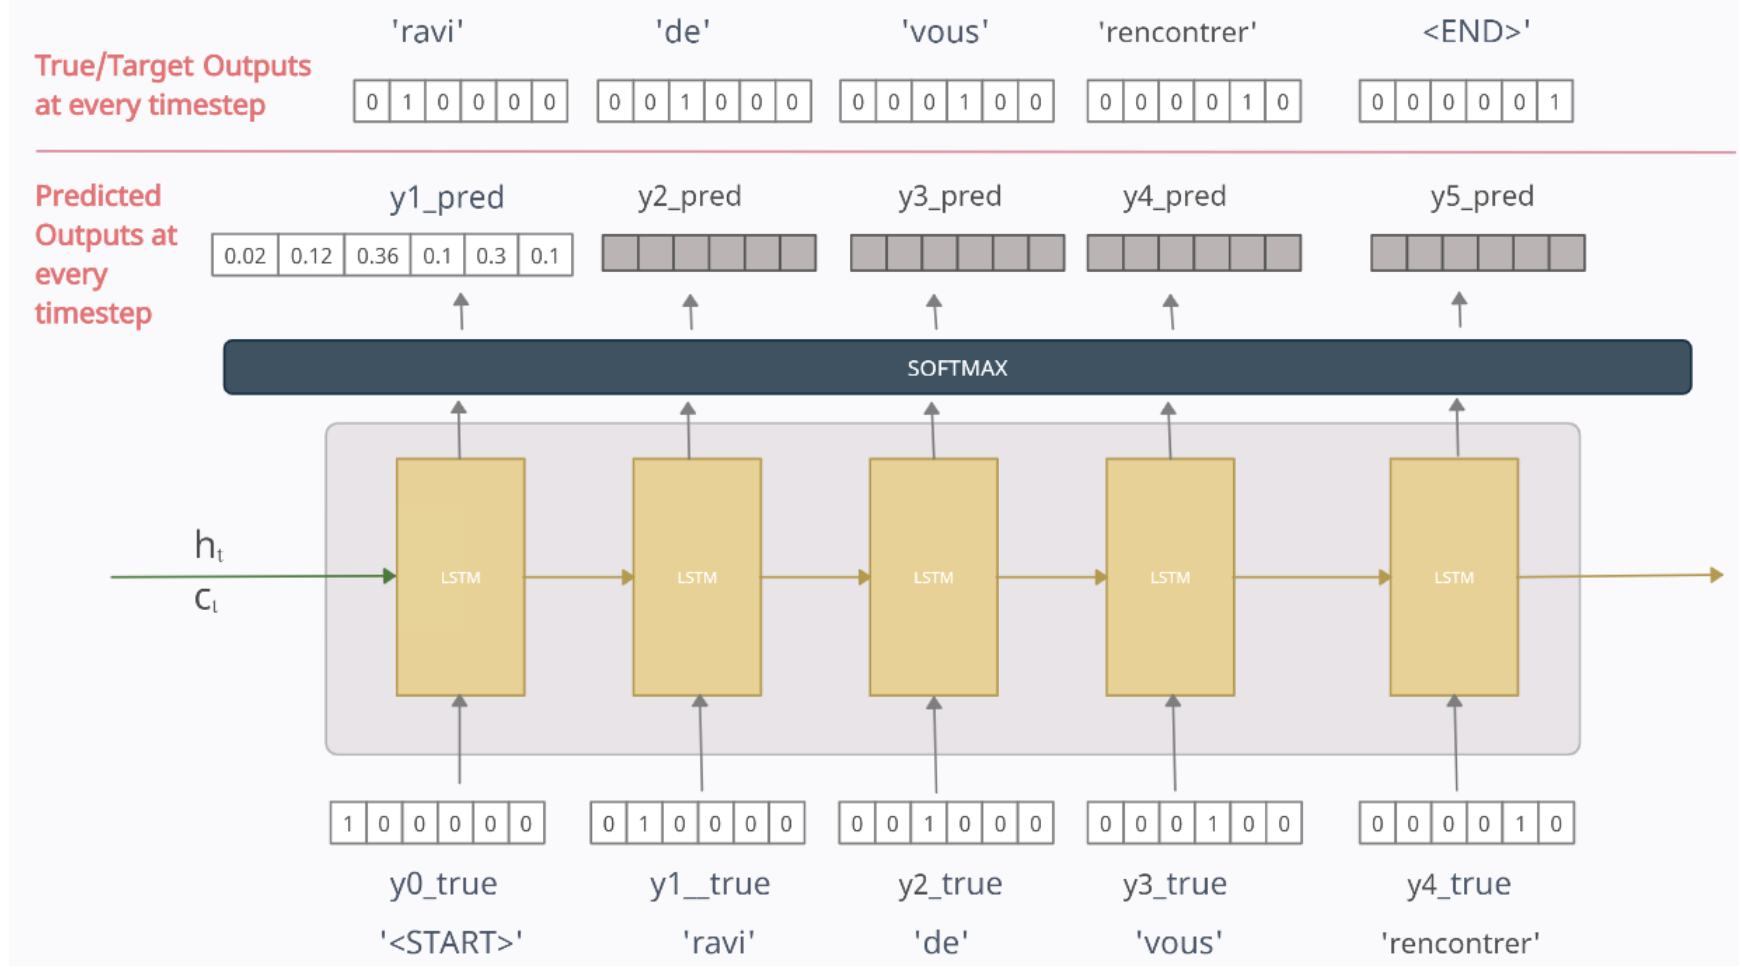 'ravi' 'de' 'vous' 'rencontrer' <END>'
True/Target Outputs
at every timestep
0 1 0 0 0 0 0 0 1 0 0 0 0 0 0 1 0 0 0 0 0 0 1 0 0 0 0 0 0 1
Predicted
Outputs at
every
timestep
y1_pred y2_pred y3_pred y4_pred y5_pred
0.02 0.12 0.36 0.1 0.3 0.1
SOFTMAX
ht
ct
LSTM LSTM LSTM LSTM LSTM
1 0 0 0 0 0 0 1 0 0 0 0 0 0 1 0 0 0 0 0 0 1 0 0 0 0 0 0 1 0
y0_true y1__true y2_true y3_true y4_true
'<START>' 'ravi' 'de' 'vous' 'rencontrer'